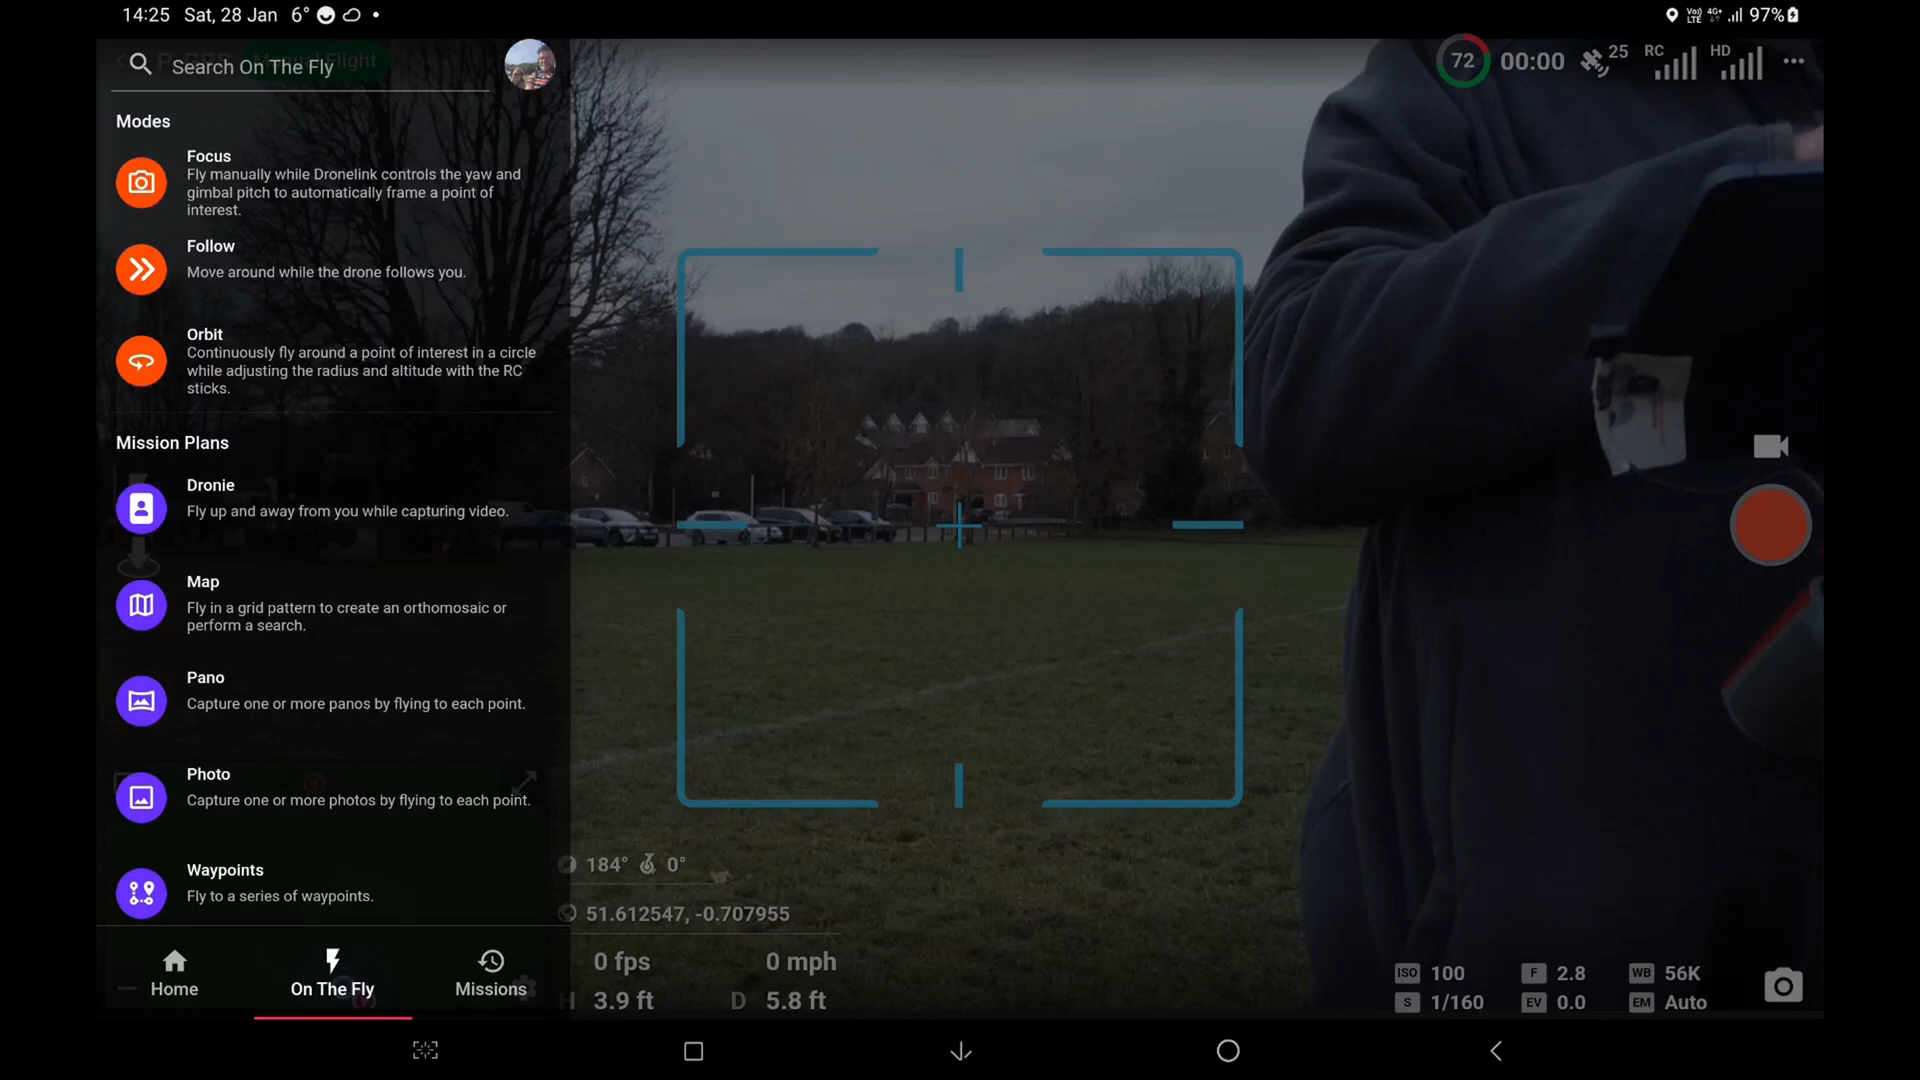 14:25 Sat, 28 Jan 6°
Vo)) LTE 4G+ 97%
Search On The Fly
Flight
72 00:00 25 RC HD
Modes
Focus
Fly manually while Dronelink controls the yaw and
gimbal pitch to automatically frame a point of
interest.
Follow
Move around while the drone follows you.
Orbit
Continuously fly around a point of interest in a circle
while adjusting the radius and altitude with the RC
sticks.
Mission Plans
Dronie
Fly up and away from you while capturing video.
Map
Fly in a grid pattern to create an orthomosaic or
perform a search.
Pano
Capture one or more panos by flying to each point.
Photo
Capture one or more photos by flying to each point.
Waypoints
Fly to a series of waypoints.
Home
On The Fly
Missions
184° 0°
51.612547, -0.707955
0 fps 0 mph
H 3.9 ft D 5.8 ft
ISO 100 F 2.8 WB 56K
S 1/160 EV 0.0 EM Auto